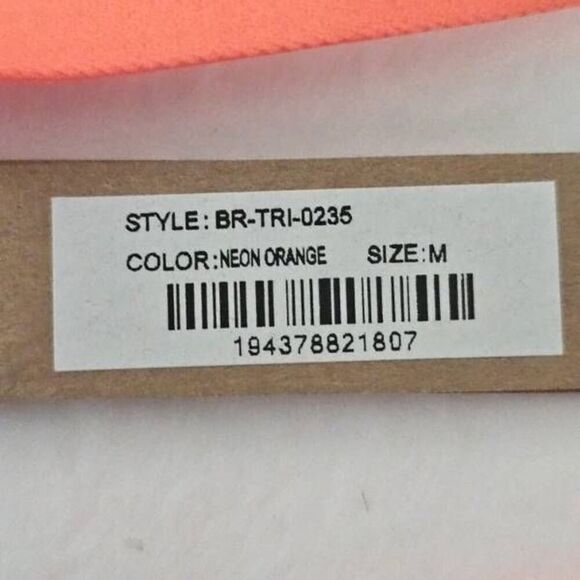 STYLE: BR-TRI-0235
COLOR:NEON ORANGE SIZE:M
194378821807